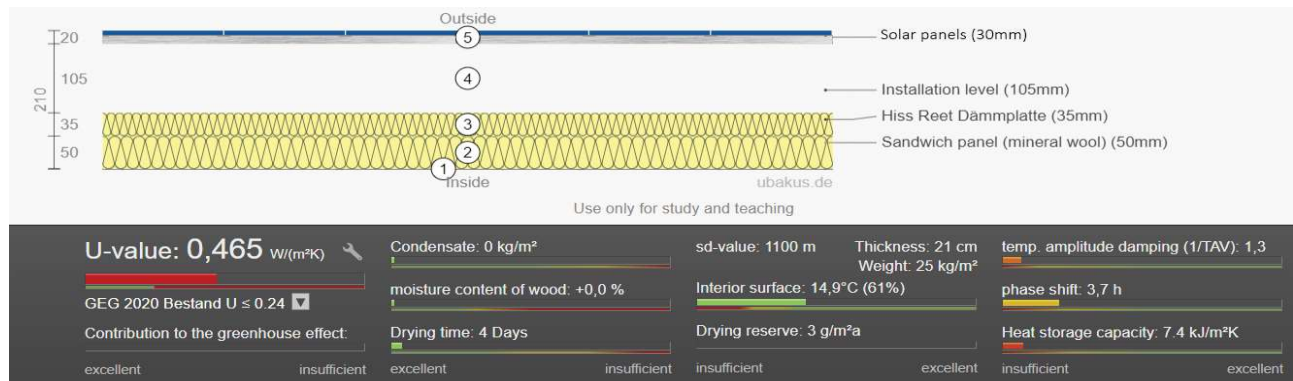 Outside
20
5
Solar panels (30mm)
105
4
210
Installation level (105mm)
35
3
Hiss Reet Dämmplatte (35mm)
50
2
Sandwich panel (mineral wool) (50mm)
1
Inside
ubakus.de
Use only for study and teaching
U-value: 0,465 W/(m²K)
GEG 2020 Bestand U ≤ 0.24
Contribution to the greenhouse effect:
excellent insufficient
Condensate: 0 kg/m²
moisture content of wood: +0,0 %
Drying time: 4 Days
excellent insufficient
sd-value: 1100 m Thickness: 21 cm
Weight: 25 kg/m²
Interior surface: 14,9°C (61%)
Drying reserve: 3 g/m²a
insufficient excellent
temp. amplitude damping (1/TAV): 1,3
phase shift: 3,7 h
Heat storage capacity: 7.4 kJ/m²K
insufficient excellent